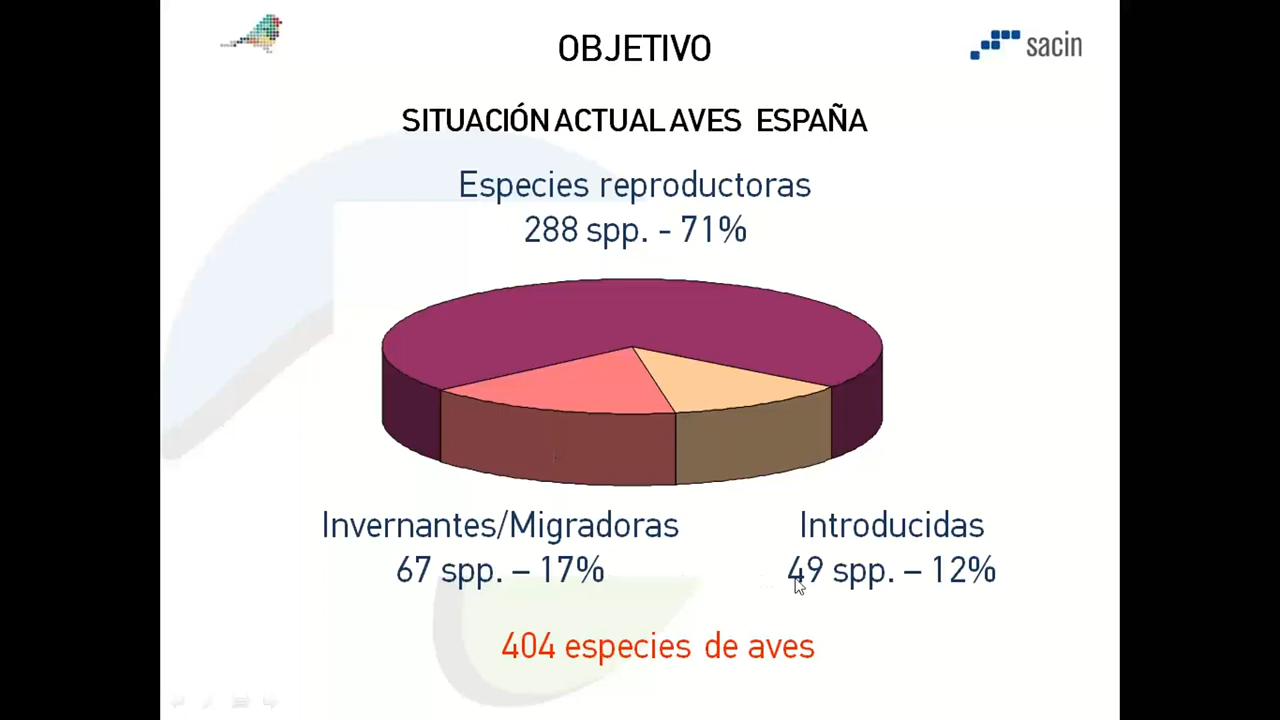 OBJETIVO
sacin
SITUACIÓN ACTUAL AVES ESPAÑA
Especies reproductoras
288 spp. - 71%
Invernantes/Migradoras
67 spp. – 17%
Introducidas
49 spp. – 12%
404 especies de aves